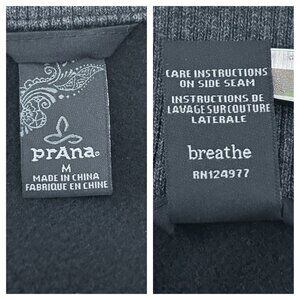 prAna®
M
MADE IN CHINA
FABRIQUE EN CHINE
CARE INSTRUCTIONS
ON SIDE SEAM
INSTRUCTIONS DE
LAVAGE SUR COUTURE
LATERALE
breathe
RN124977